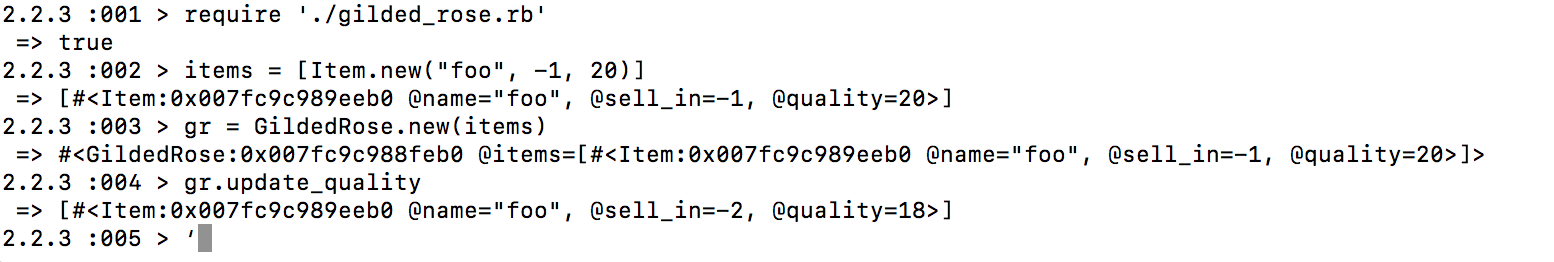 2.2.3 :001 > require './gilded_rose.rb'
 => true
2.2.3 :002 > items = [Item.new("foo", -1, 20)]
 => [#<Item:0x007fc9c989eeb0 @name="foo", @sell_in=-1, @quality=20>]
2.2.3 :003 > gr = GildedRose.new(items)
 => #<GildedRose:0x007fc9c988feb0 @items=[#<Item:0x007fc9c989eeb0 @name="foo", @sell_in=-1, @quality=20>]>
2.2.3 :004 > gr.update_quality
 => [#<Item:0x007fc9c989eeb0 @name="foo", @sell_in=-2, @quality=18>]
2.2.3 :005 > ‘